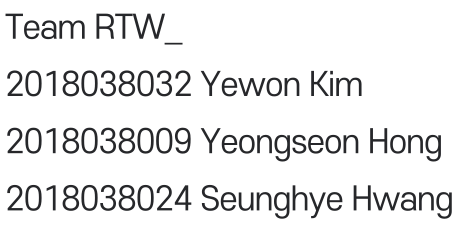 Team RTW_
2018038032 Yewon Kim
2018038009 Yeongseon Hong
2018038024 Seunghye Hwang